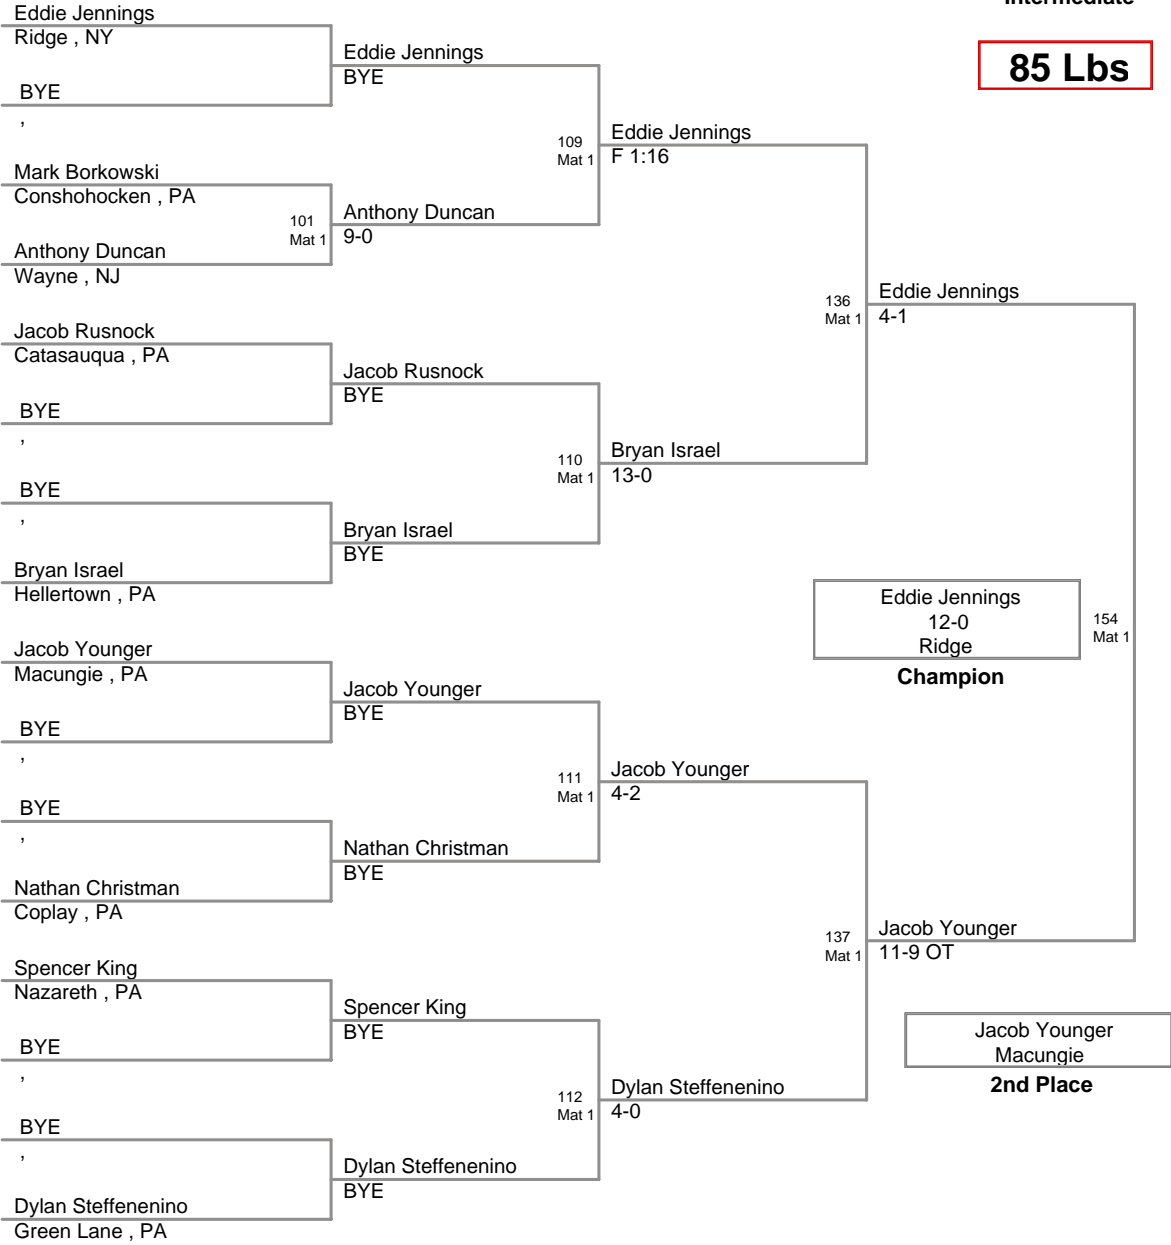 Intermediate
85 Lbs
Eddie Jennings
Ridge , NY
BYE
,
Mark Borkowski
Conshohocken , PA
Anthony Duncan
Wayne , NJ
Jacob Rusnock
Catasauqua , PA
BYE
,
BYE
,
Bryan Israel
Hellertown , PA
Jacob Younger
Macungie , PA
BYE
,
BYE
,
Nathan Christman
Coplay , PA
Spencer King
Nazareth , PA
BYE
,
BYE
,
Dylan Steffenenino
Green Lane , PA
Eddie Jennings
BYE
101
Mat 1
Anthony Duncan
9-0
Jacob Rusnock
BYE
Bryan Israel
BYE
Jacob Younger
BYE
Nathan Christman
BYE
Spencer King
BYE
Dylan Steffenenino
BYE
109
Mat 1
Eddie Jennings
F 1:16
110
Mat 1
Bryan Israel
13-0
111
Mat 1
Jacob Younger
4-2
112
Mat 1
Dylan Steffenenino
4-0
136
Mat 1
Eddie Jennings
4-1
137
Mat 1
Jacob Younger
11-9 OT
154
Mat 1
Eddie Jennings
12-0
Ridge
Champion
Jacob Younger
Macungie
2nd Place